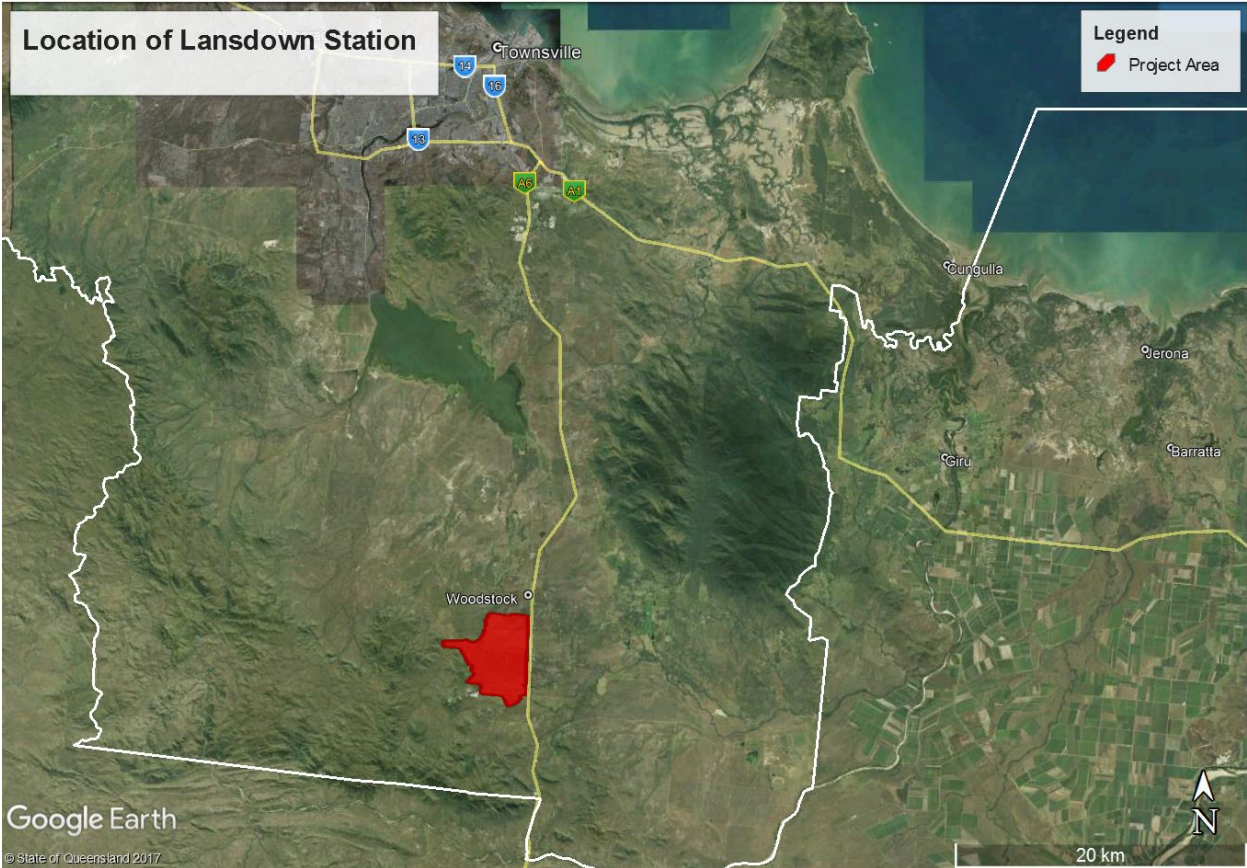 Location of Lansdown Station
Legend
Project Area
Townsville
14
16
13
A6
A1
Cungulla
Jerona
Giru
Barratta
Woodstock
Google Earth
N
© State of Queensland 2017
20 km